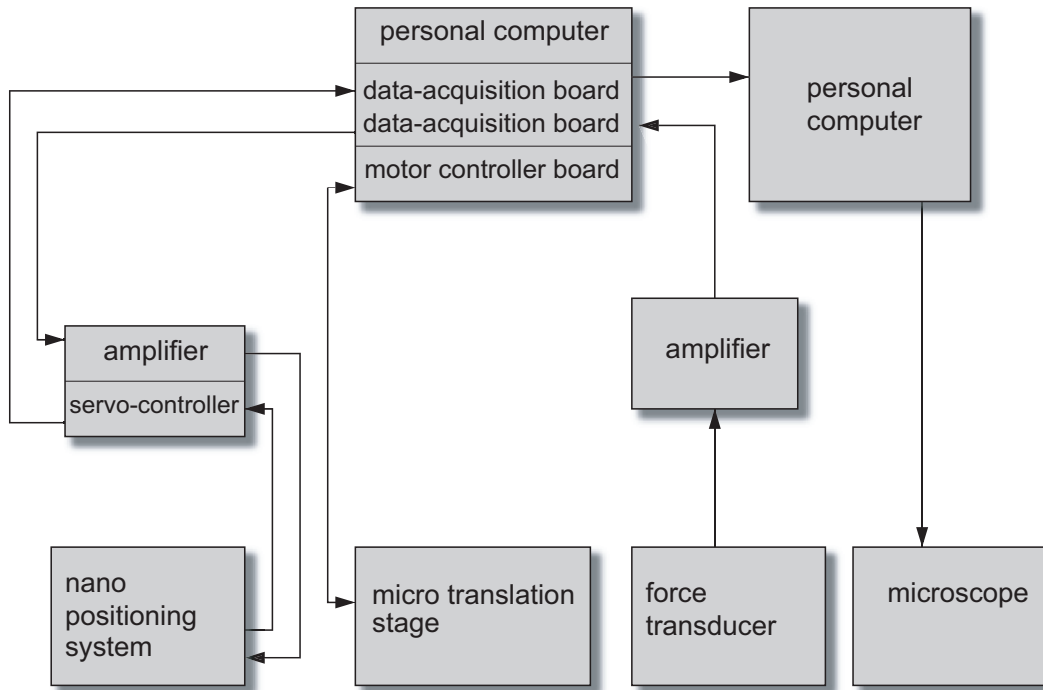 personal computer
data-acquisition board
data-acquisition board
motor controller board
personal
computer
amplifier
servo-controller
amplifier
nano
positioning
system
micro translation
stage
force
transducer
microscope